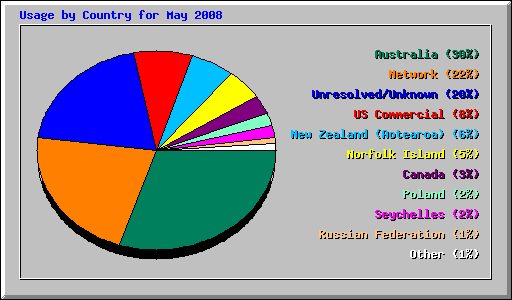 Usage by Country for May 2008
Australia (30%)
Network (22%)
Unresolved/Unknown (20%)
US Commercial (8%)
New Zealand (Aotearoa) (6%)
Norfolk Island (5%)
Canada (3%)
Poland (2%)
Seychelles (2%)
Russian Federation (1%)
Other (1%)